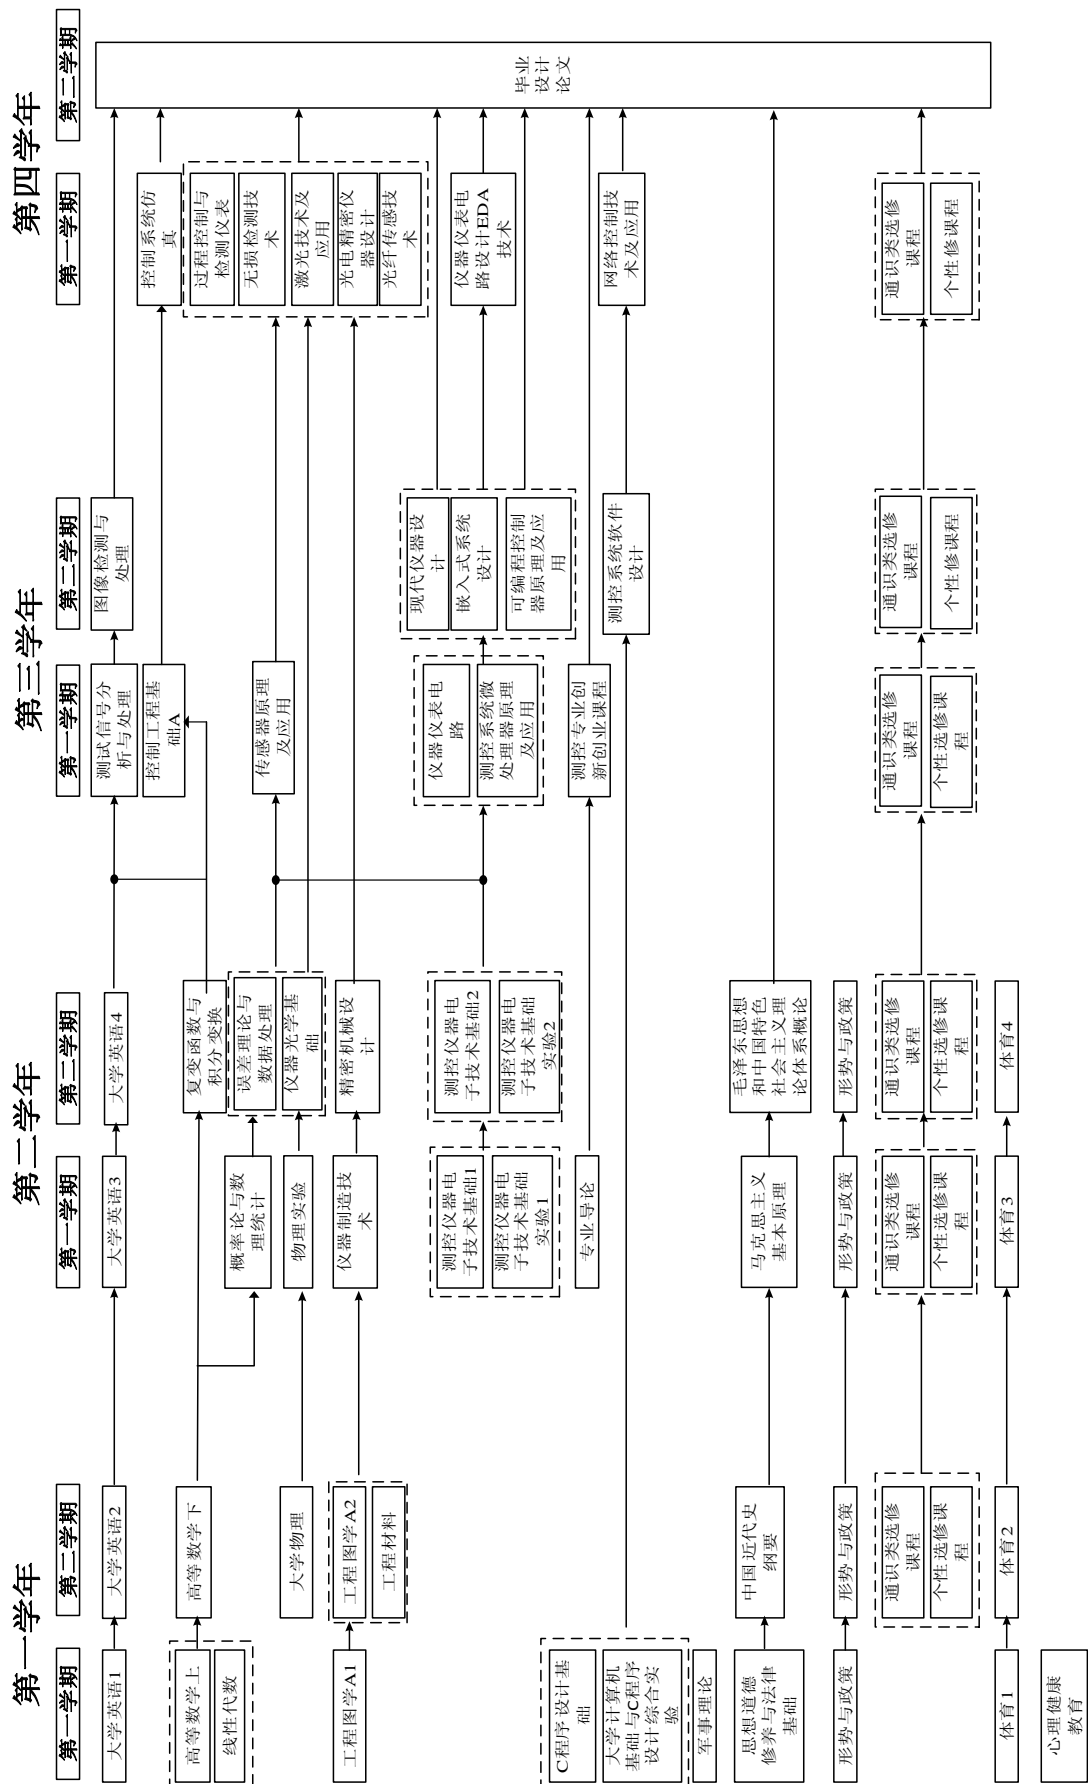 第一学年
第二学年
第三学年
第四学年
第一学期
第二学期
第一学期
第二学期
第一学期
第二学期
第一学期
第二学期
大学英语1
大学英语2
大学英语3
大学英语4
测试信号分
析与处理
图像检测与
处理
控制工程基
础A
控制系统仿
真
高等数学上
线性代数
高等数学下
复变函数与
积分变换
概率论与数
理统计
误差理论与
数据处理
仪器光学基
础
传感器原理
及应用
过程控制与
检测仪表
无损检测技
术
激光技术及
应用
光电精密仪
器设计
光纤传感技
术
大学物理
物理实验
工程图学A1
工程图学A2
工程材料
仪器制造技
术
精密机械设
计
测控仪器电
子技术基础1
测控仪器电
子技术基础
实验1
测控仪器电
子技术基础2
测控仪器电
子技术基础
实验2
仪器仪表电
路
测控系统微
处理器原理
及应用
现代仪器设
计
嵌入式系统
设计
可编程控制
器原理及应
用
仪器仪表电
路设计EDA
技术
专业导论
测控专业创
新创业课程
C程序设计基
础
大学计算机
基础与C程序
设计综合实
验
测控系统软件
设计
网络控制技
术及应用
军事理论
思想道德
修养与法律
基础
中国近代史
纲要
马克思主义
基本原理
毛泽东思想
和中国特色
社会主义理
论体系概论
形势与政策
形势与政策
形势与政策
形势与政策
通识类选修
课程
个性选修课
程
通识类选修
课程
个性选修课
程
通识类选修
课程
个性选修课
程
通识类选修
课程
个性选修课
程
通识类选修
课程
个性修课程
通识类选修
课程
个性修课程
体育1
体育2
体育3
体育4
心理健康
教育
毕业
设计
论文